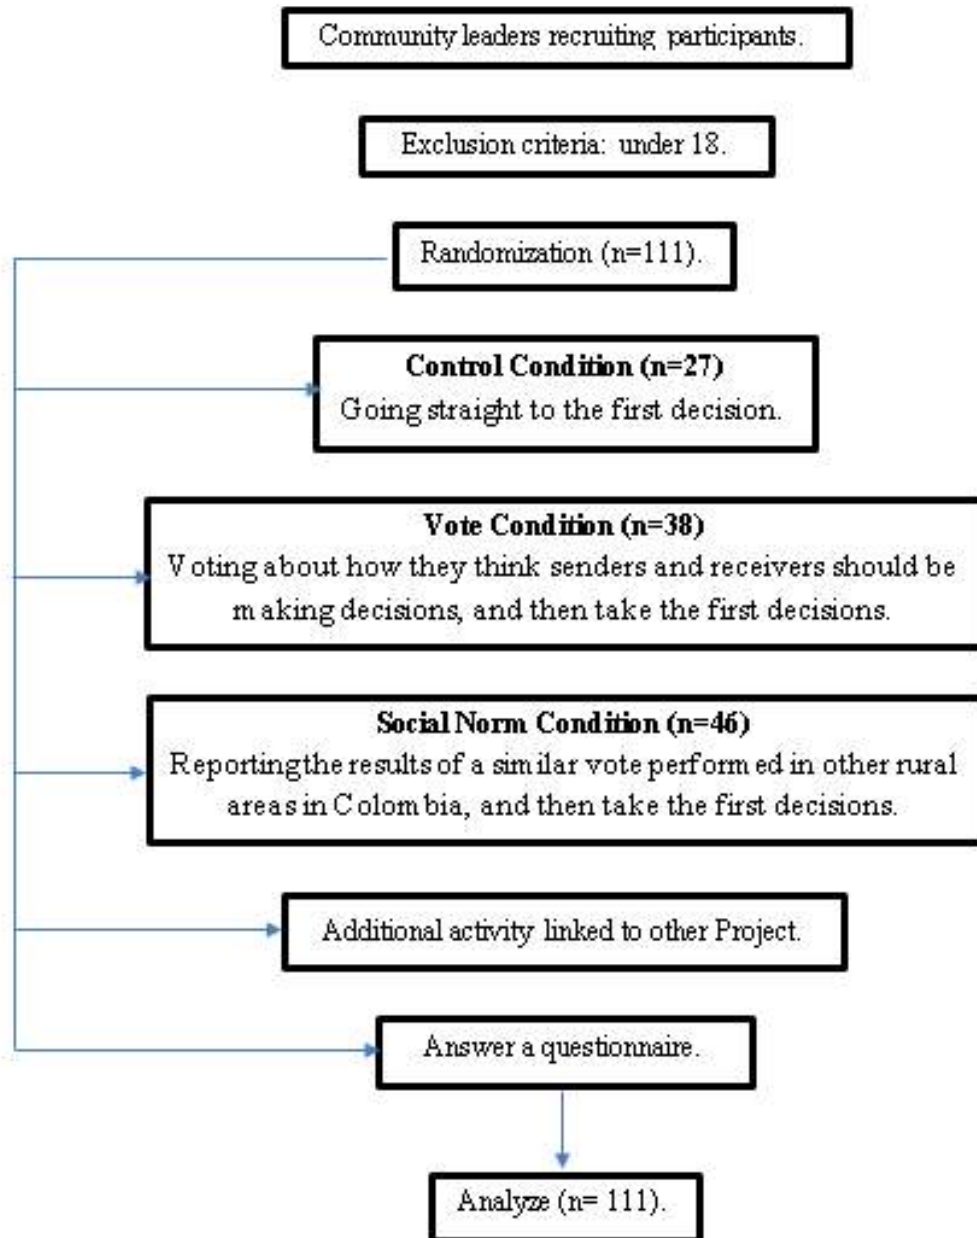 Community leaders recruiting participants.
Exclusion criteria: under 18.
Randomization (n=111).
Control Condition (n=27)
Going straight to the first decision.
Vote Condition (n=38)
Voting about how they think senders and receivers should be
making decisions, and then take the first decisions.
Social Norm Condition (n=46)
Reporting the results of a similar vote performed in other rural
areas in Colombia, and then take the first decisions.
Additional activity linked to other Project.
Answer a questionnaire.
Analyze (n= 111).